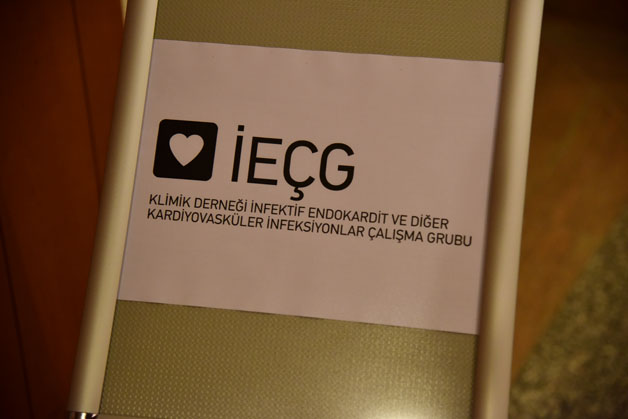 İEÇG
KLİMİK DERNEĞİ İNFEKTİF ENDOKARDİT VE DİĞER
KARDİYOVASKÜLER İNFEKSİYONLAR ÇALIŞMA GRUBU